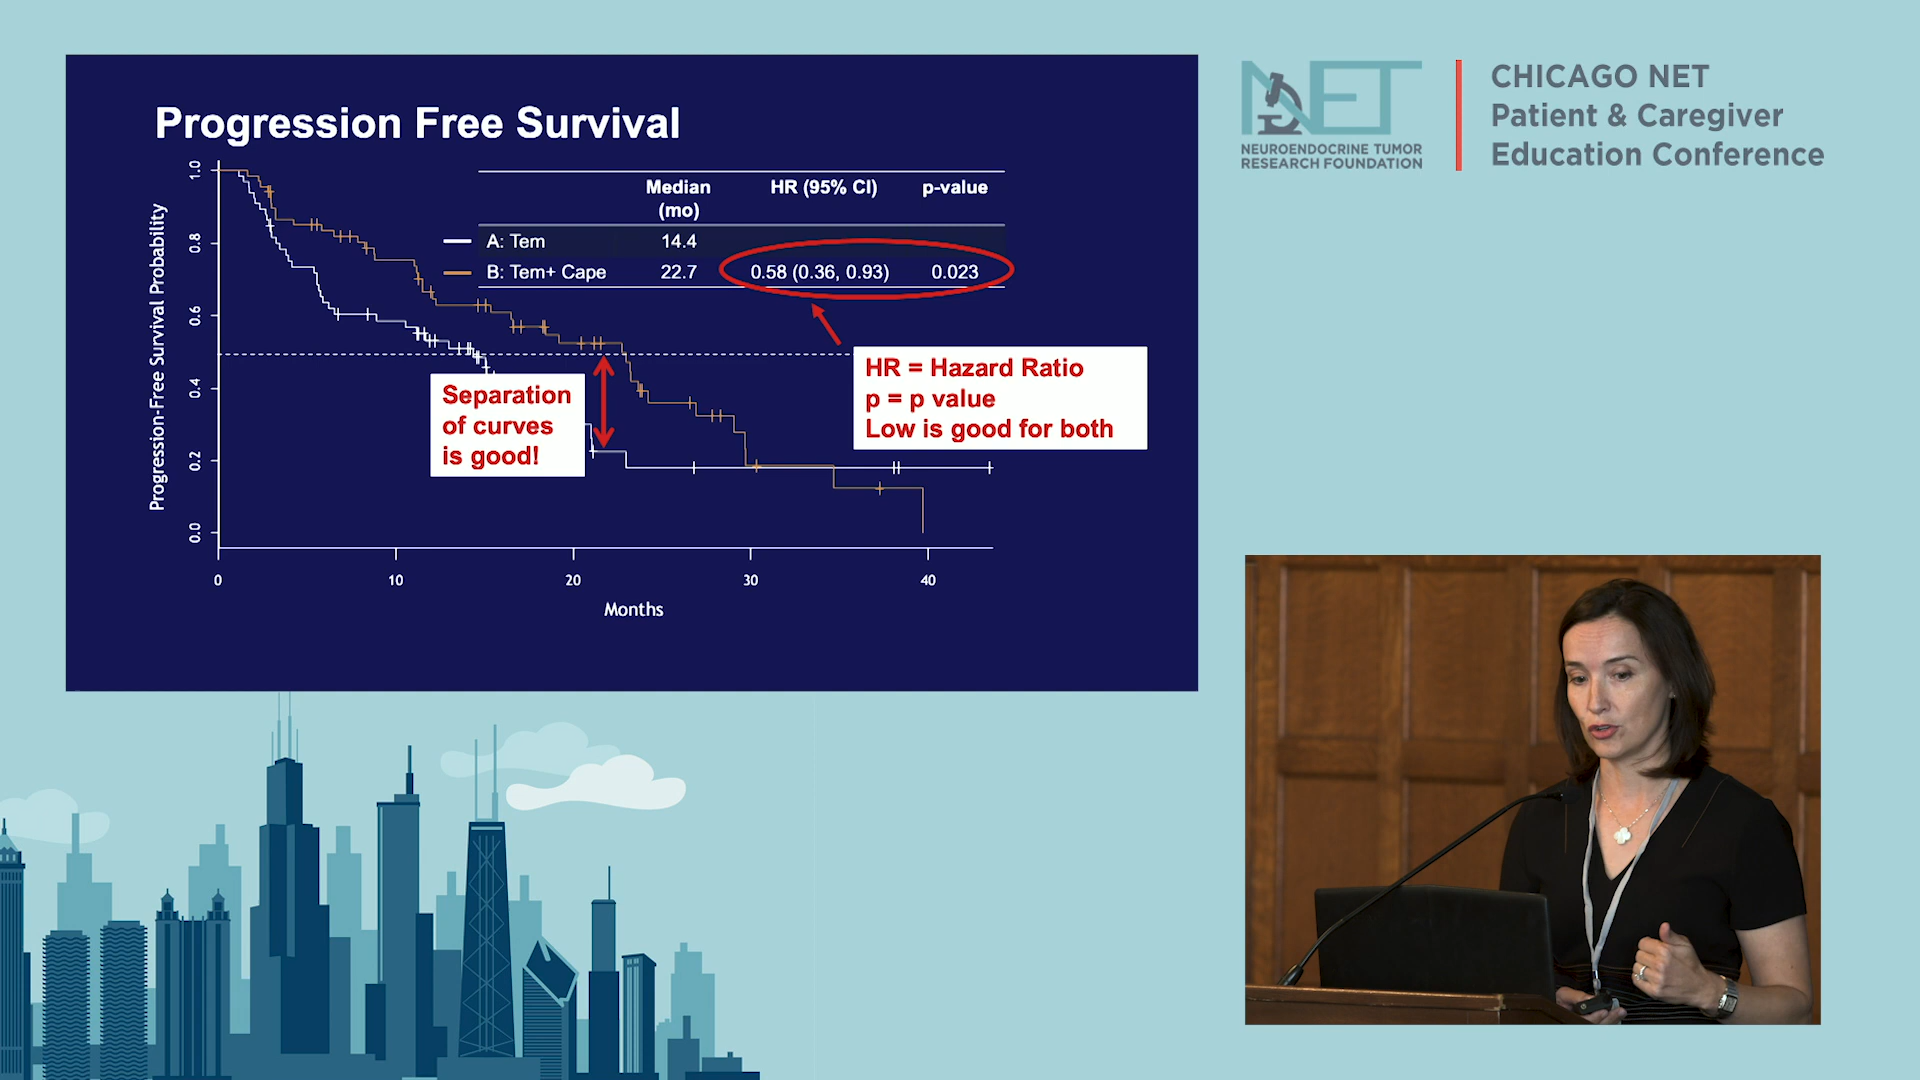 Progression Free Survival
Median HR (95% CI) p-value
(mo)
A: Tem 14.4
B: Tem+ Cape 22.7 0.58 (0.36, 0.93) 0.023
HR = Hazard Ratio
p = p value
Low is good for both
Separation
of curves
is good!
Progression-Free Survival Probability
1.0
0.8
0.6
0.4
0.2
0.0
0 10 20 30 40
Months
NET
NEUROENDOCRINE TUMOR
RESEARCH FOUNDATION
CHICAGO NET
Patient & Caregiver
Education Conference